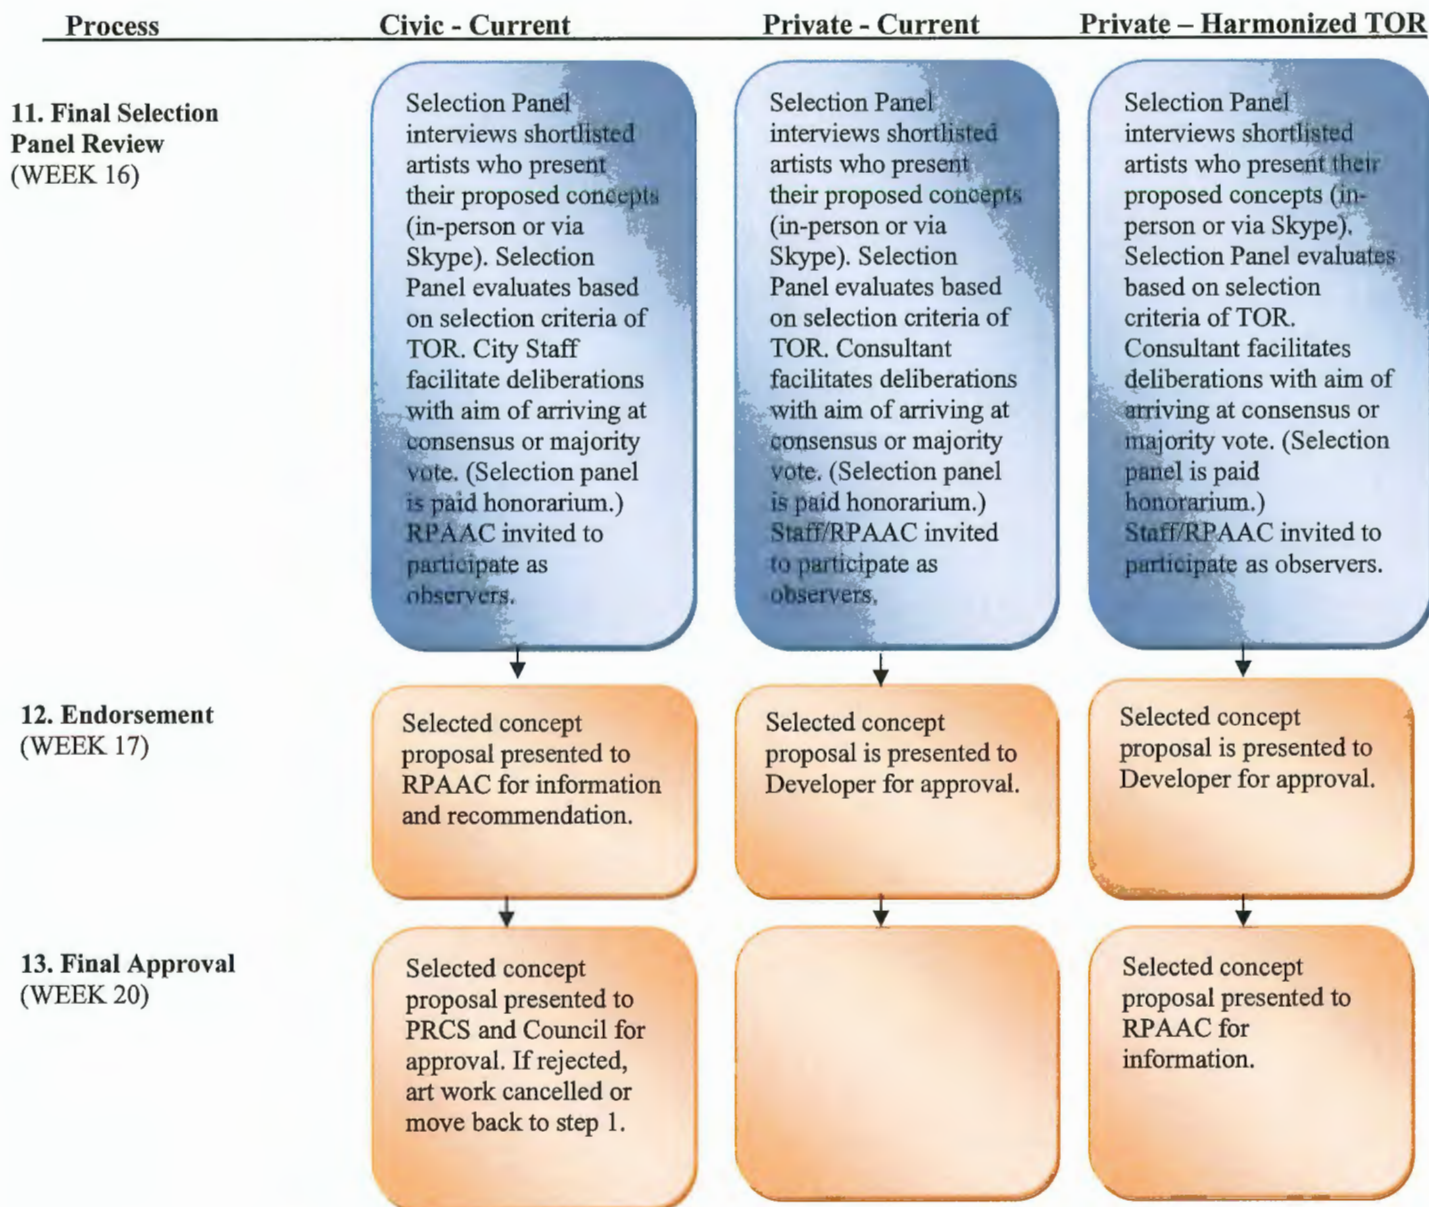 Process Civic - Current Private - Current Private – Harmonized TOR
11. Final Selection
Panel Review
(WEEK 16)
Selection Panel
interviews shortlisted
artists who present
their proposed concepts
(in-person or via
Skype). Selection
Panel evaluates based
on selection criteria of
TOR. City Staff
facilitate deliberations
with aim of arriving at
consensus or majority
vote. (Selection panel
is paid honorarium.)
RPAAC invited to
participate as
observers.
Selection Panel
interviews shortlisted
artists who present
their proposed concepts
(in-person or via
Skype). Selection
Panel evaluates based
on selection criteria of
TOR. Consultant
facilitates deliberations
with aim of arriving at
consensus or majority
vote. (Selection panel
is paid honorarium.)
Staff/RPAAC invited
to participate as
observers.
Selection Panel
interviews shortlisted
artists who present their
proposed concepts (in-
person or via Skype).
Selection Panel evaluates
based on selection
criteria of TOR.
Consultant facilitates
deliberations with aim of
arriving at consensus or
majority vote. (Selection
panel is paid
honorarium.)
Staff/RPAAC invited to
participate as observers.
12. Endorsement
(WEEK 17)
Selected concept
proposal presented to
RPAAC for information
and recommendation.
Selected concept
proposal is presented to
Developer for approval.
Selected concept
proposal is presented to
Developer for approval.
13. Final Approval
(WEEK 20)
Selected concept
proposal presented to
PRCS and Council for
approval. If rejected,
art work cancelled or
move back to step 1.
Selected concept
proposal presented to
RPAAC for
information.